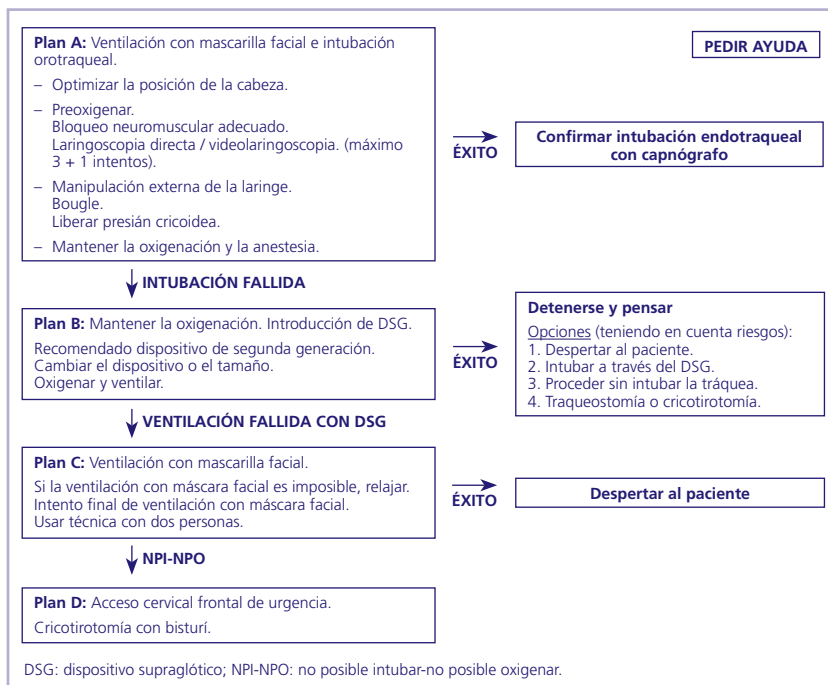 Plan A: Ventilación con mascarilla facial e intubación
orotraqueal.
– Optimizar la posición de la cabeza.
– Preoxigenar.
Bloqueo neuromuscular adecuado.
Laringoscopia directa / videolaringoscopia. (máximo
3 + 1 intentos).
– Manipulación externa de la laringe.
Bougle.
Liberar presián cricoidea.
– Mantener la oxigenación y la anestesia.
PEDIR AYUDA
ÉXITO
Confirmar intubación endotraqueal
con capnógrafo
INTUBACIÓN FALLIDA
Plan B: Mantener la oxigenación. Introducción de DSG.
Recomendado dispositivo de segunda generación.
Cambiar el dispositivo o el tamaño.
Oxigenar y ventilar.
ÉXITO
Detenerse y pensar
Opciones (teniendo en cuenta riesgos):
1. Despertar al paciente.
2. Intubar a través del DSG.
3. Proceder sin intubar la tráquea.
4. Traqueostomía o cricotirotomía.
VENTILACIÓN FALLIDA CON DSG
Plan C: Ventilación con mascarilla facial.
Si la ventilación con máscara facial es imposible, relajar.
Intento final de ventilación con máscara facial.
Usar técnica con dos personas.
ÉXITO
Despertar al paciente
NPI-NPO
Plan D: Acceso cervical frontal de urgencia.
Cricotirotomía con bisturí.
DSG: dispositivo supraglótico; NPI-NPO: no posible intubar-no posible oxigenar.